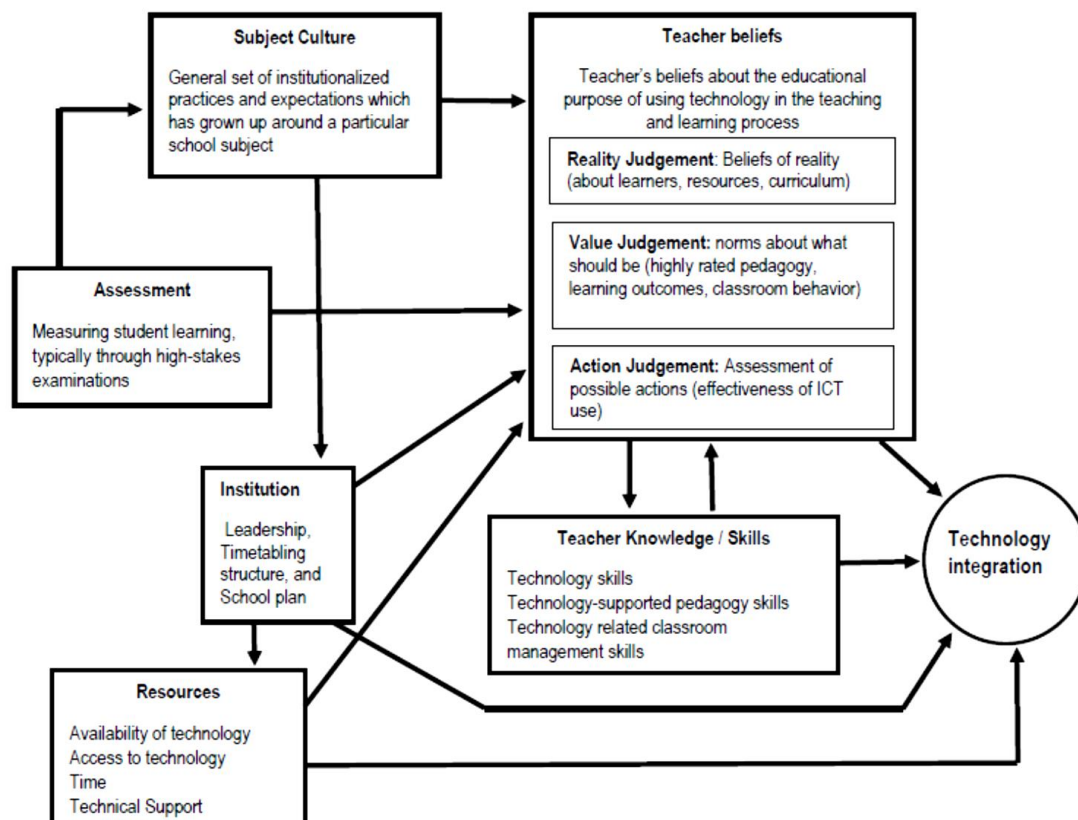 Subject Culture
General set of institutionalized
practices and expectations which
has grown up around a particular
school subject
Teacher beliefs
Teacher’s beliefs about the educational
purpose of using technology in the teaching
and learning process
Reality Judgement: Beliefs of reality
(about learners, resources, curriculum)
Value Judgement: norms about what
should be (highly rated pedagogy,
learning outcomes, classroom behavior)
Action Judgement: Assessment of
possible actions (effectiveness of ICT
use)
Assessment
Measuring student learning,
typically through high-stakes
examinations
Institution
Leadership,
Timetabling
structure, and
School plan
Teacher Knowledge / Skills
Technology skills
Technology-supported pedagogy skills
Technology related classroom
management skills
Technology
integration
Resources
Availability of technology
Access to technology
Time
Technical Support